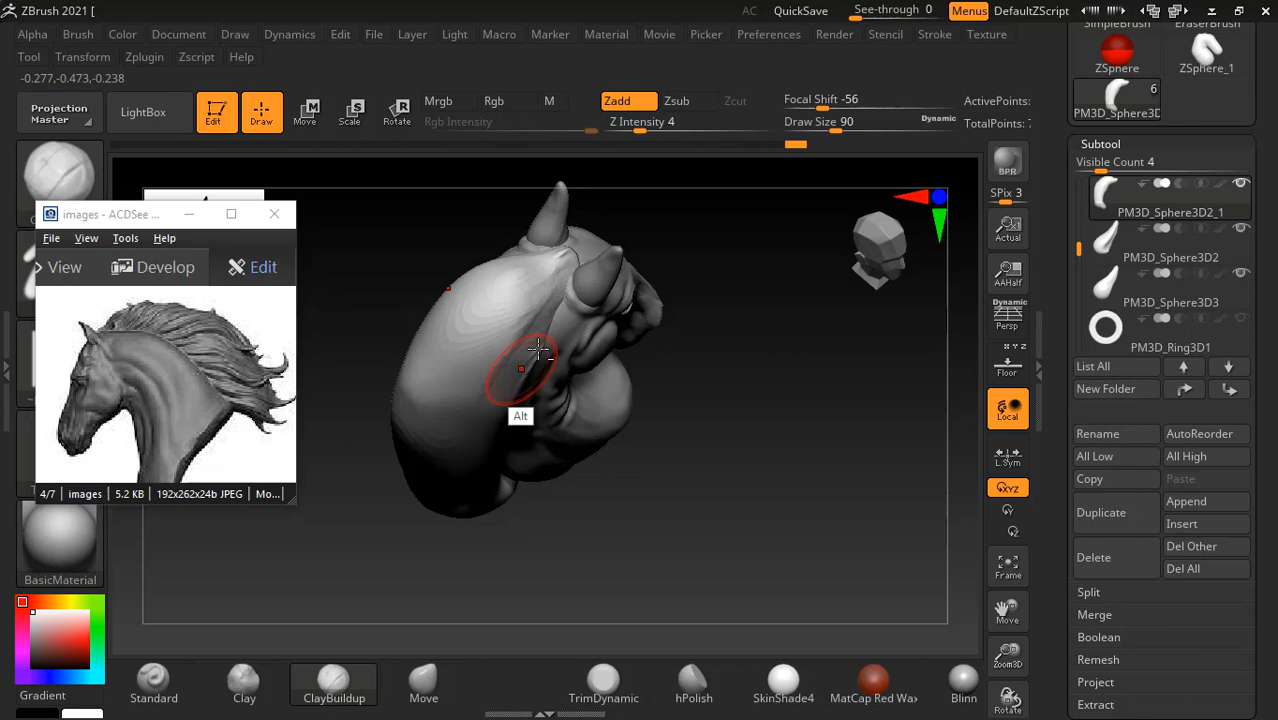 ZBrush 2021 [
AC
QuickSave
See-through 0
Menus
DefaultZScript
Alpha
Brush
Color
Document
Draw
Dynamics
Edit
File
Layer
Light
Macro
Marker
Material
Movie
Picker
Preferences
Render
Stencil
Stroke
Texture
Tool
Transform
Zplugin
Zscript
Help
-0.277,-0.473,-0.238
Projection
Master
LightBox
Edit
Draw
Move
Scale
Rotate
Mrgb
Rgb
M
Rgb Intensity
Zadd
Zsub
Zcut
Z Intensity 4
Focal Shift -56
Draw Size 90
Dynamic
ActivePoints:
TotalPoints:
SimpleBrush
EraserBrush
ZSphere
ZSphere_1
6
PM3D_Sphere3D
Subtool
Visible Count 4
PM3D_Sphere3D2_1
PM3D_Sphere3D2
PM3D_Sphere3D3
PM3D_Ring3D1
List All
New Folder
Rename
AutoReorder
All Low
All High
Copy
Paste
Duplicate
Append
Insert
Delete
Del Other
Del All
Split
Merge
Boolean
Remesh
Project
Extract
BPR
SPix 3
Actual
AAHalf
Dynamic
Persp
X Y Z
Floor
Local
L.Sym
XYZ
Y
Z
Frame
Move
Zoom3D
Rotate
images - ACDSee ...
File
View
Tools
Help
View
Develop
Edit
4/7
images
5.2 KB
192x262x24b JPEG
Mo...
Alt
BasicMaterial
Gradient
Standard
Clay
ClayBuildup
Move
TrimDynamic
hPolish
SkinShade4
MatCap Red Wax
Blinn